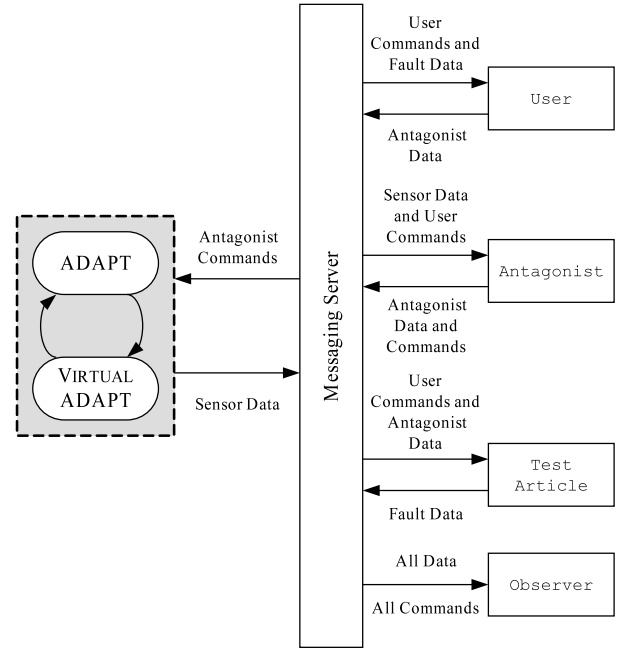 User
Commands and
Fault Data
User
Antagonist
Data
Sensor Data
and User
Commands
Antagonist
Antagonist
Data and
Commands
ADAPT
VIRTUAL
ADAPT
Antagonist
Commands
Sensor Data
Messaging Server
User
Commands and
Antagonist
Data
Test
Article
Fault Data
All Data
Observer
All Commands